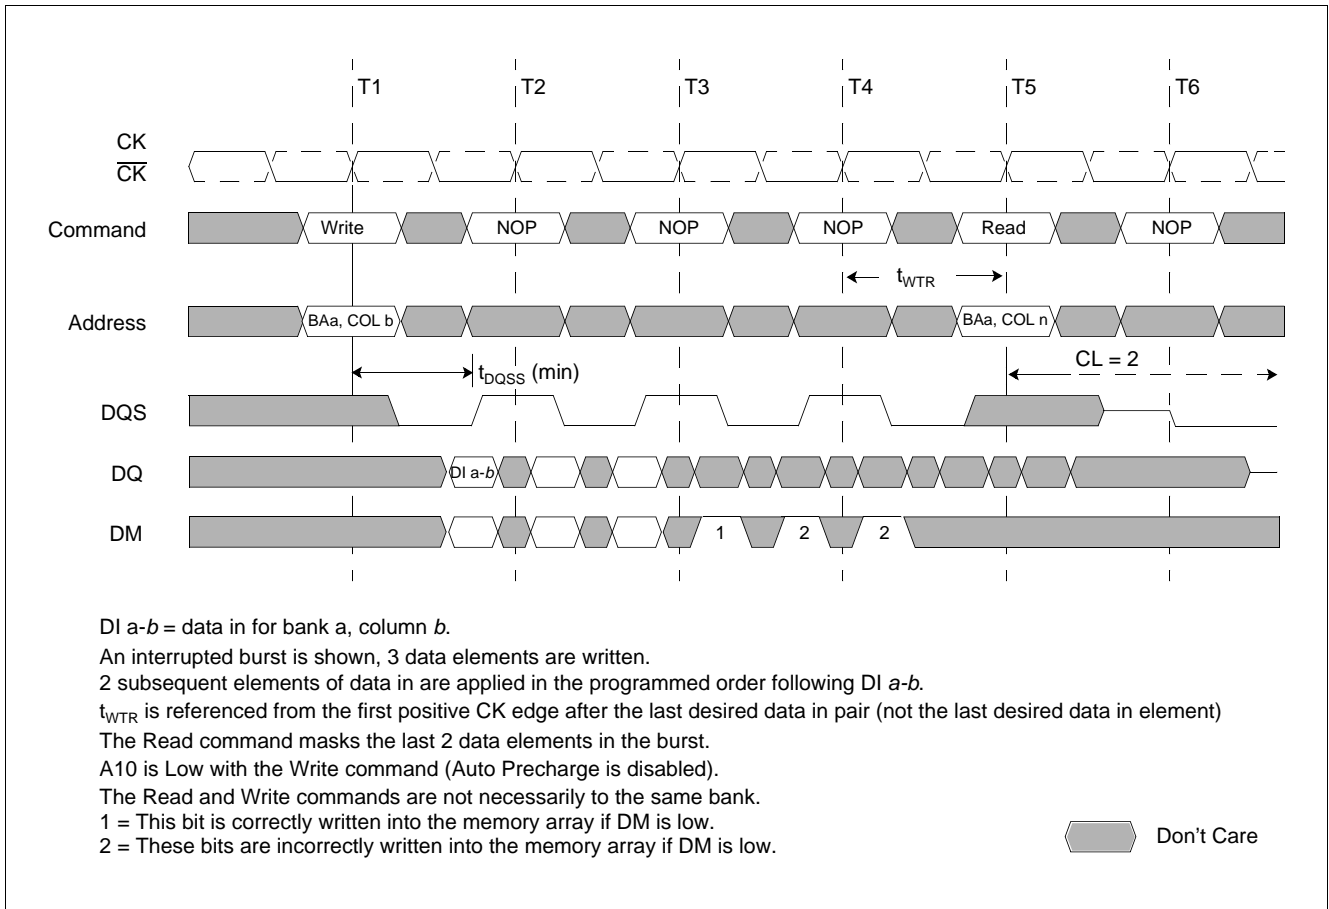 T1 T2 T3 T4 T5 T6
CK
CK
Command Write NOP NOP NOP Read NOP
tWTR
Address BAa, COL b BAa, COL n
CL = 2
tDQSS (min)
DQS
DQ DI a-b
DM 1 2 2
DI a-b = data in for bank a, column b.
An interrupted burst is shown, 3 data elements are written.
2 subsequent elements of data in are applied in the programmed order following DI a-b.
tWTR is referenced from the first positive CK edge after the last desired data in pair (not the last desired data in element)
The Read command masks the last 2 data elements in the burst.
A10 is Low with the Write command (Auto Precharge is disabled).
The Read and Write commands are not necessarily to the same bank.
1 = This bit is correctly written into the memory array if DM is low.
2 = These bits are incorrectly written into the memory array if DM is low.
Don't Care